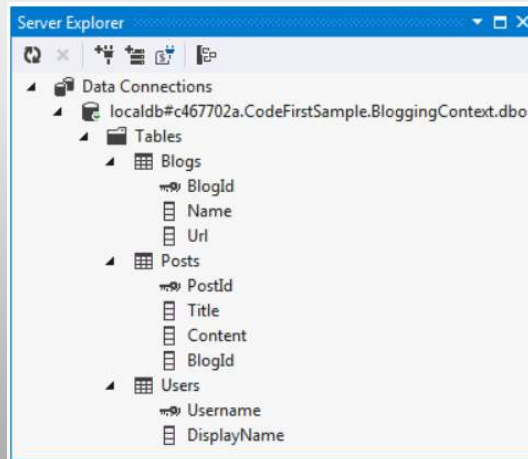 Server Explorer
Data Connections
localdb#c467702a.CodeFirstSample.BloggingContext.dbo
Tables
Blogs
BlogId
Name
Url
Posts
PostId
Title
Content
BlogId
Users
Username
DisplayName